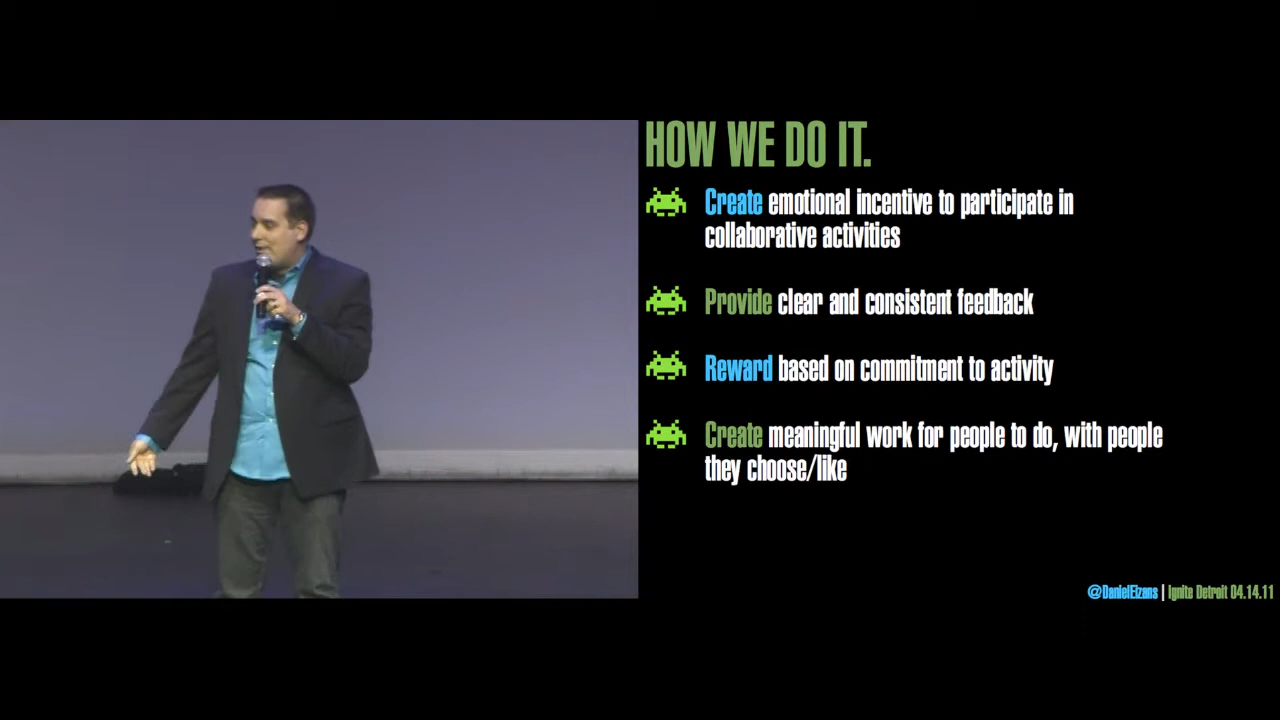 HOW WE DO IT.
Create emotional incentive to participate in
collaborative activities
Provide clear and consistent feedback
Reward based on commitment to activity
Create meaningful work for people to do, with people
they choose/like
@DanielEizans | Ignite Detroit 04.14.11